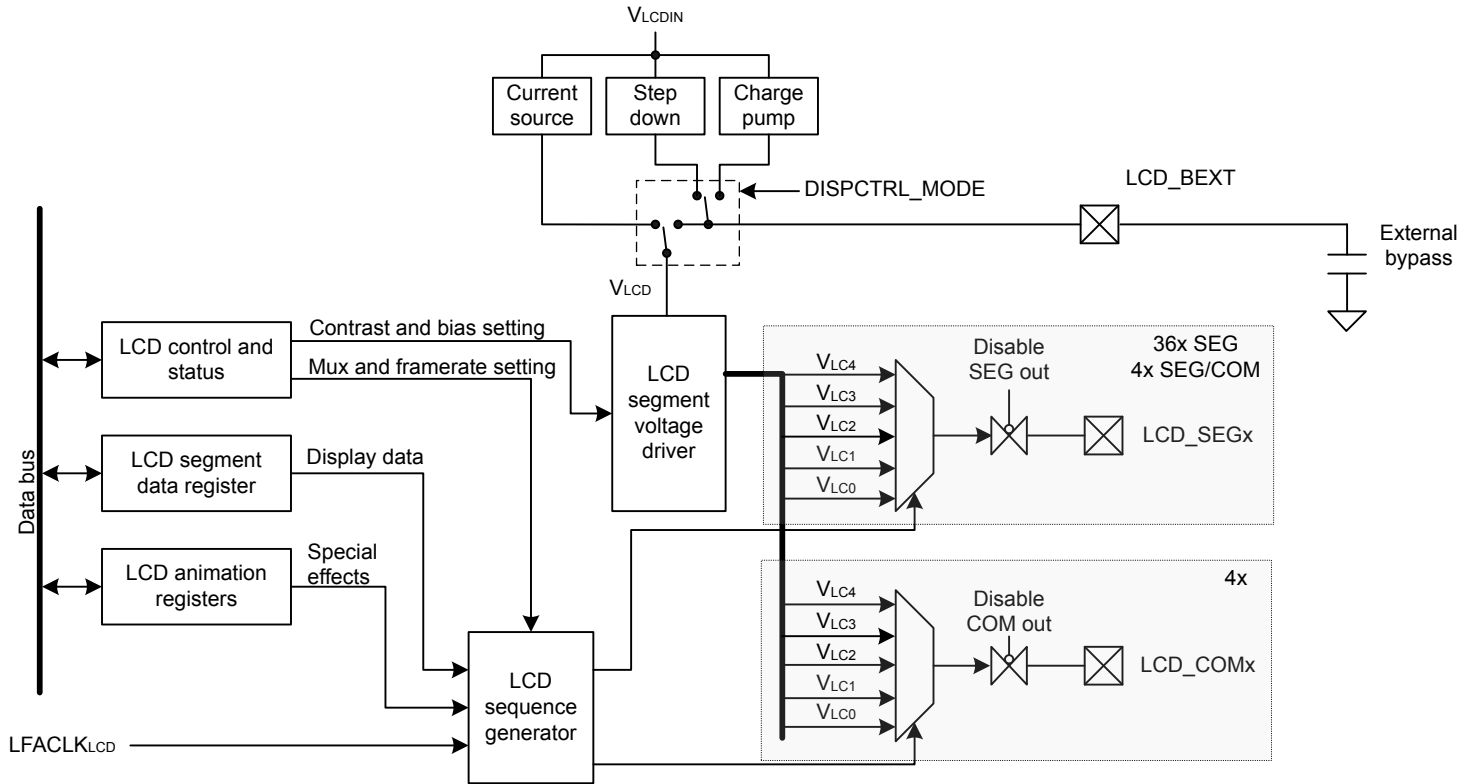 VLCDIN
Current
source
Step
down
Charge
pump
DISPCTRL_MODE
LCD_BEXT
External
bypass
VLCD
Data bus
LCD control and
status
Contrast and bias setting
Mux and framerate setting
LCD
segment
voltage
driver
36x SEG
4x SEG/COM
Disable
SEG out
VLC4
VLC3
VLC2
VLC1
VLC0
LCD_SEGx
LCD segment
data register
Display data
LCD animation
registers
Special
effects
4x
Disable
COM out
VLC4
VLC3
VLC2
VLC1
VLC0
LCD_COMx
LCD
sequence
generator
LFACLKLCD